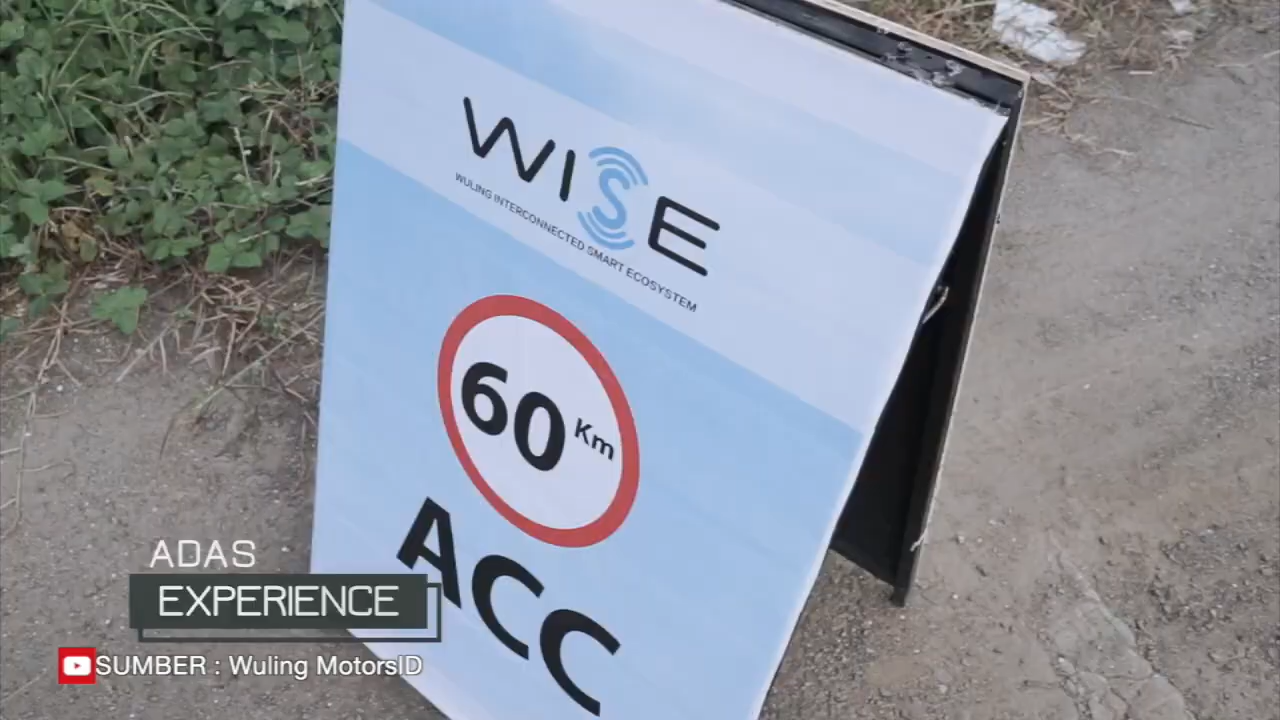 WISE
WULING INTERCONNECTED SMART ECOSYSTEM
60 Km
ACC
ADAS
EXPERIENCE
SUMBER : Wuling MotorsID